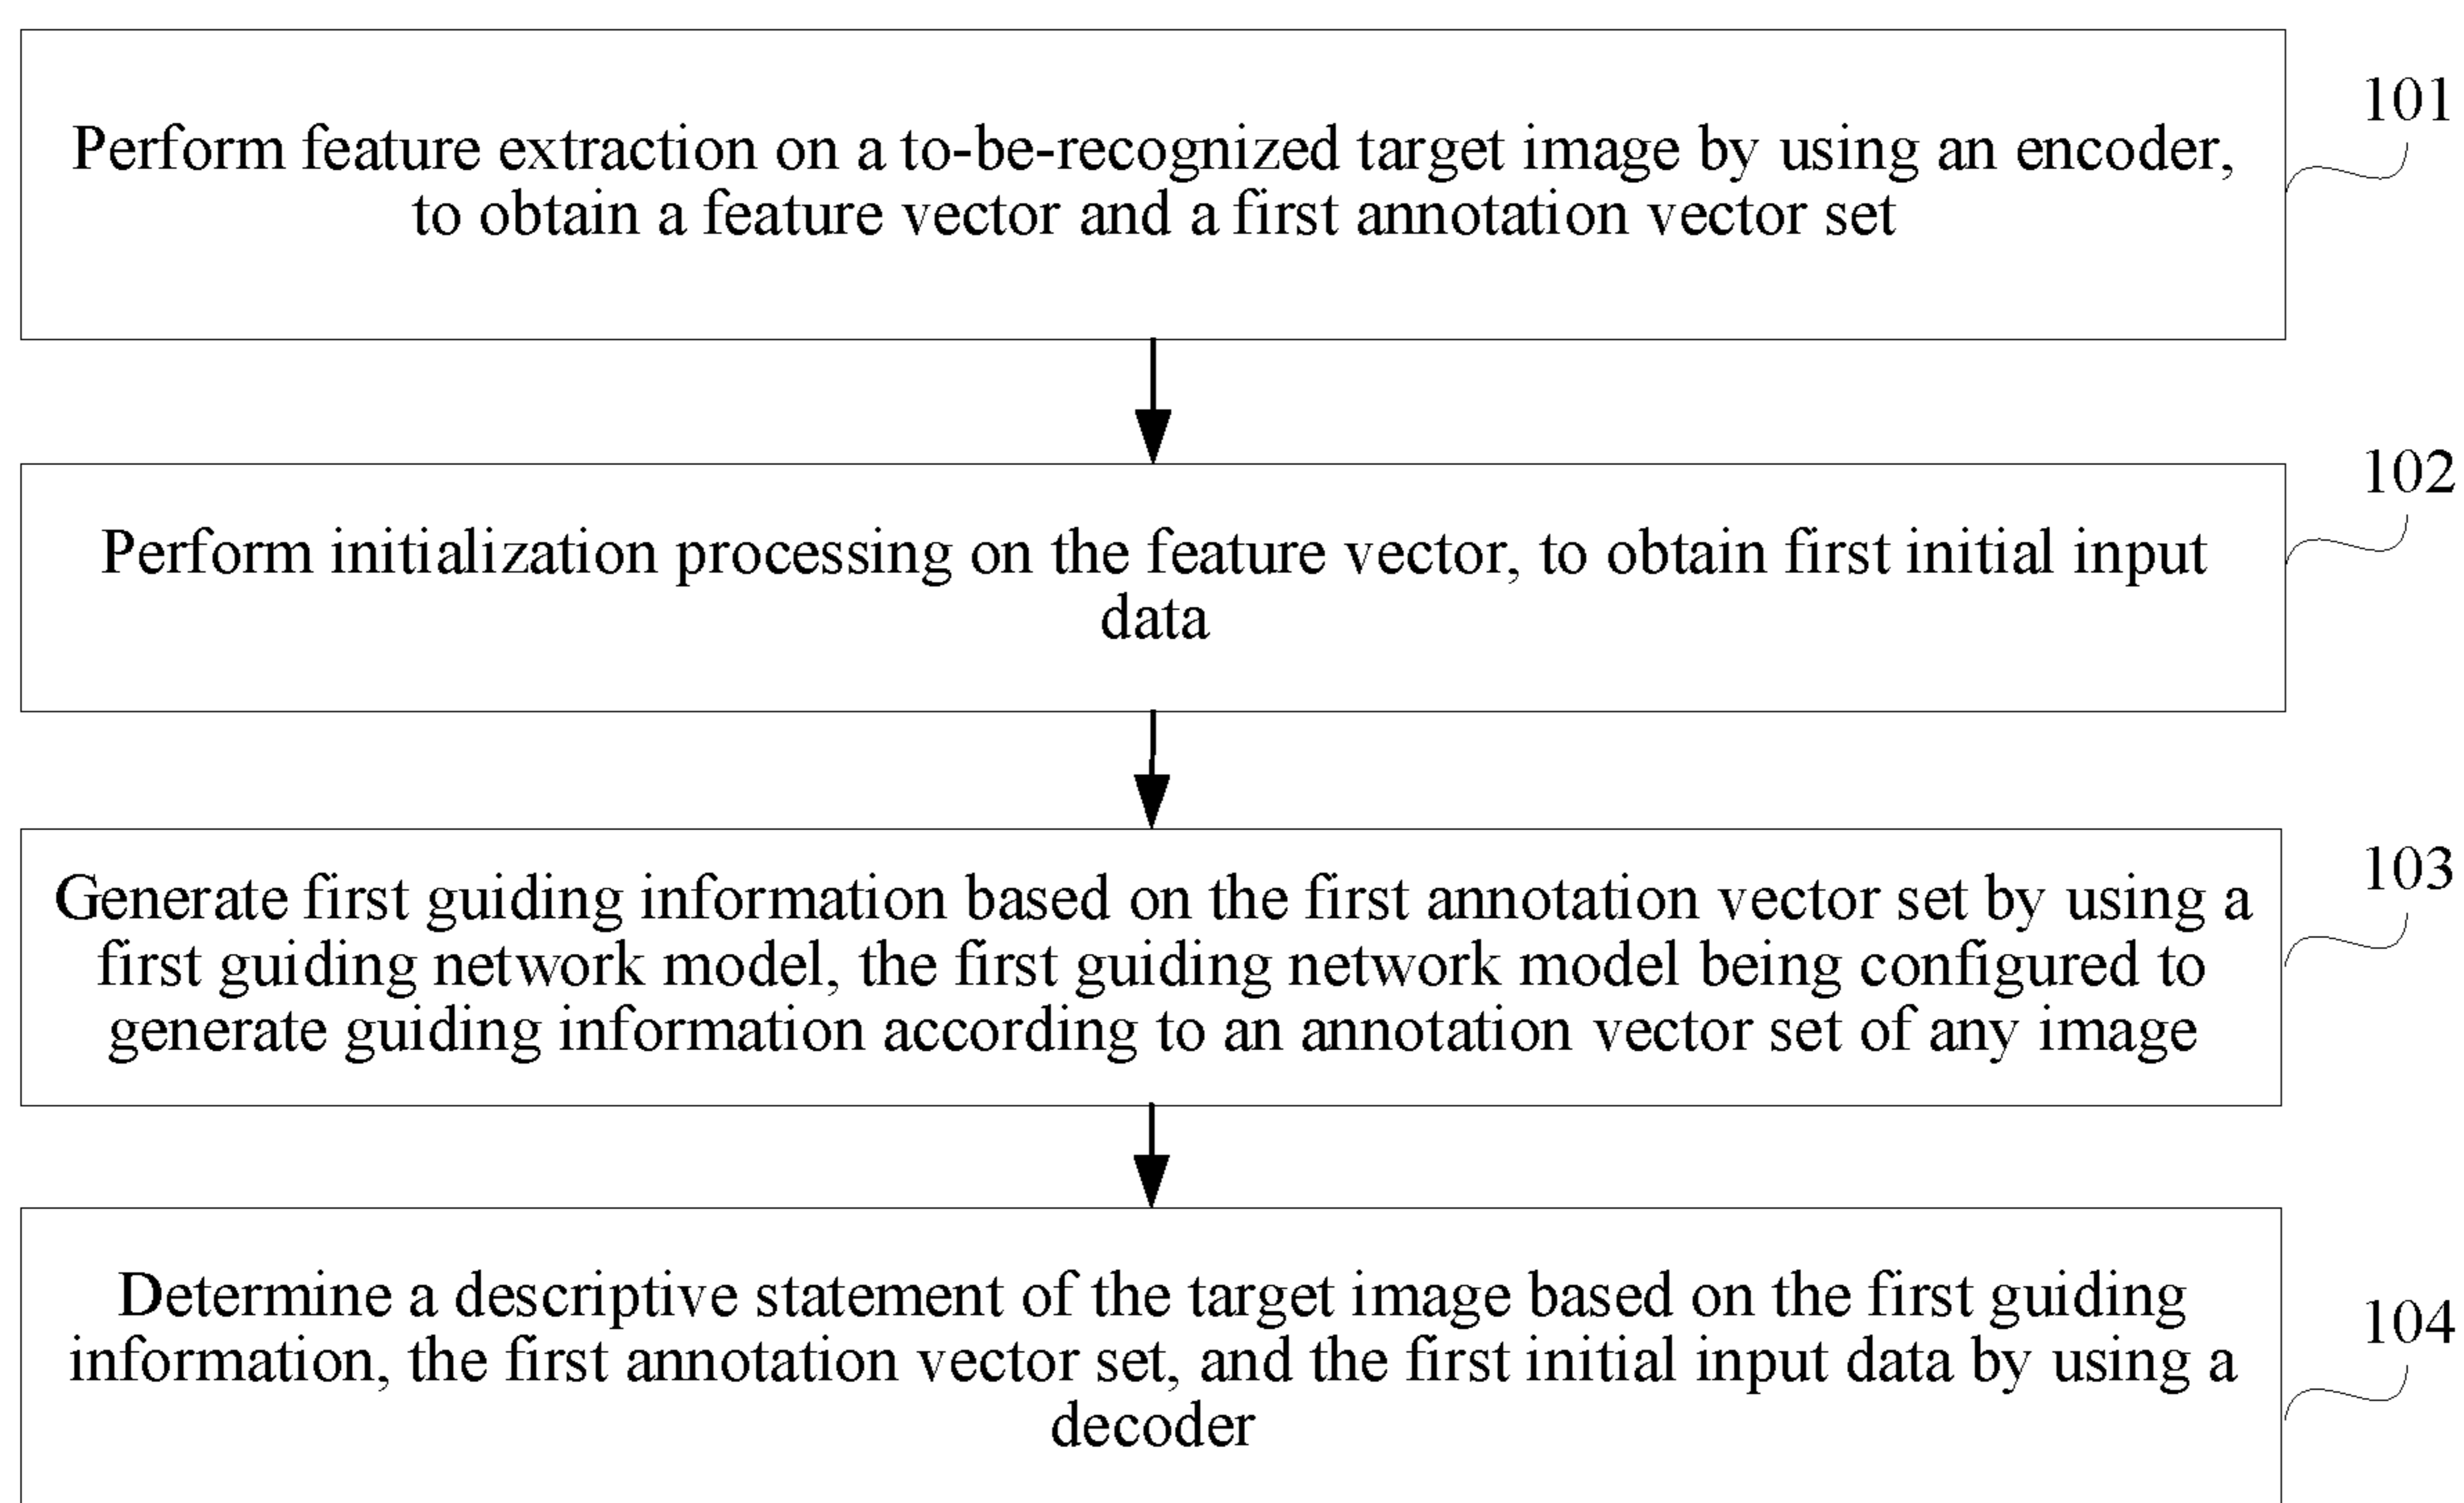 101
Perform feature extraction on a to-be-recognized target image by using an encoder,
to obtain a feature vector and a first annotation vector set
102
Perform initialization processing on the feature vector, to obtain first initial input
data
103
Generate first guiding information based on the first annotation vector set by using a
first guiding network model, the first guiding network model being configured to
generate guiding information according to an annotation vector set of any image
Determine a descriptive statement of the target image based on the first guiding
104
information, the first annotation vector set, and the first initial input data by using a
decoder